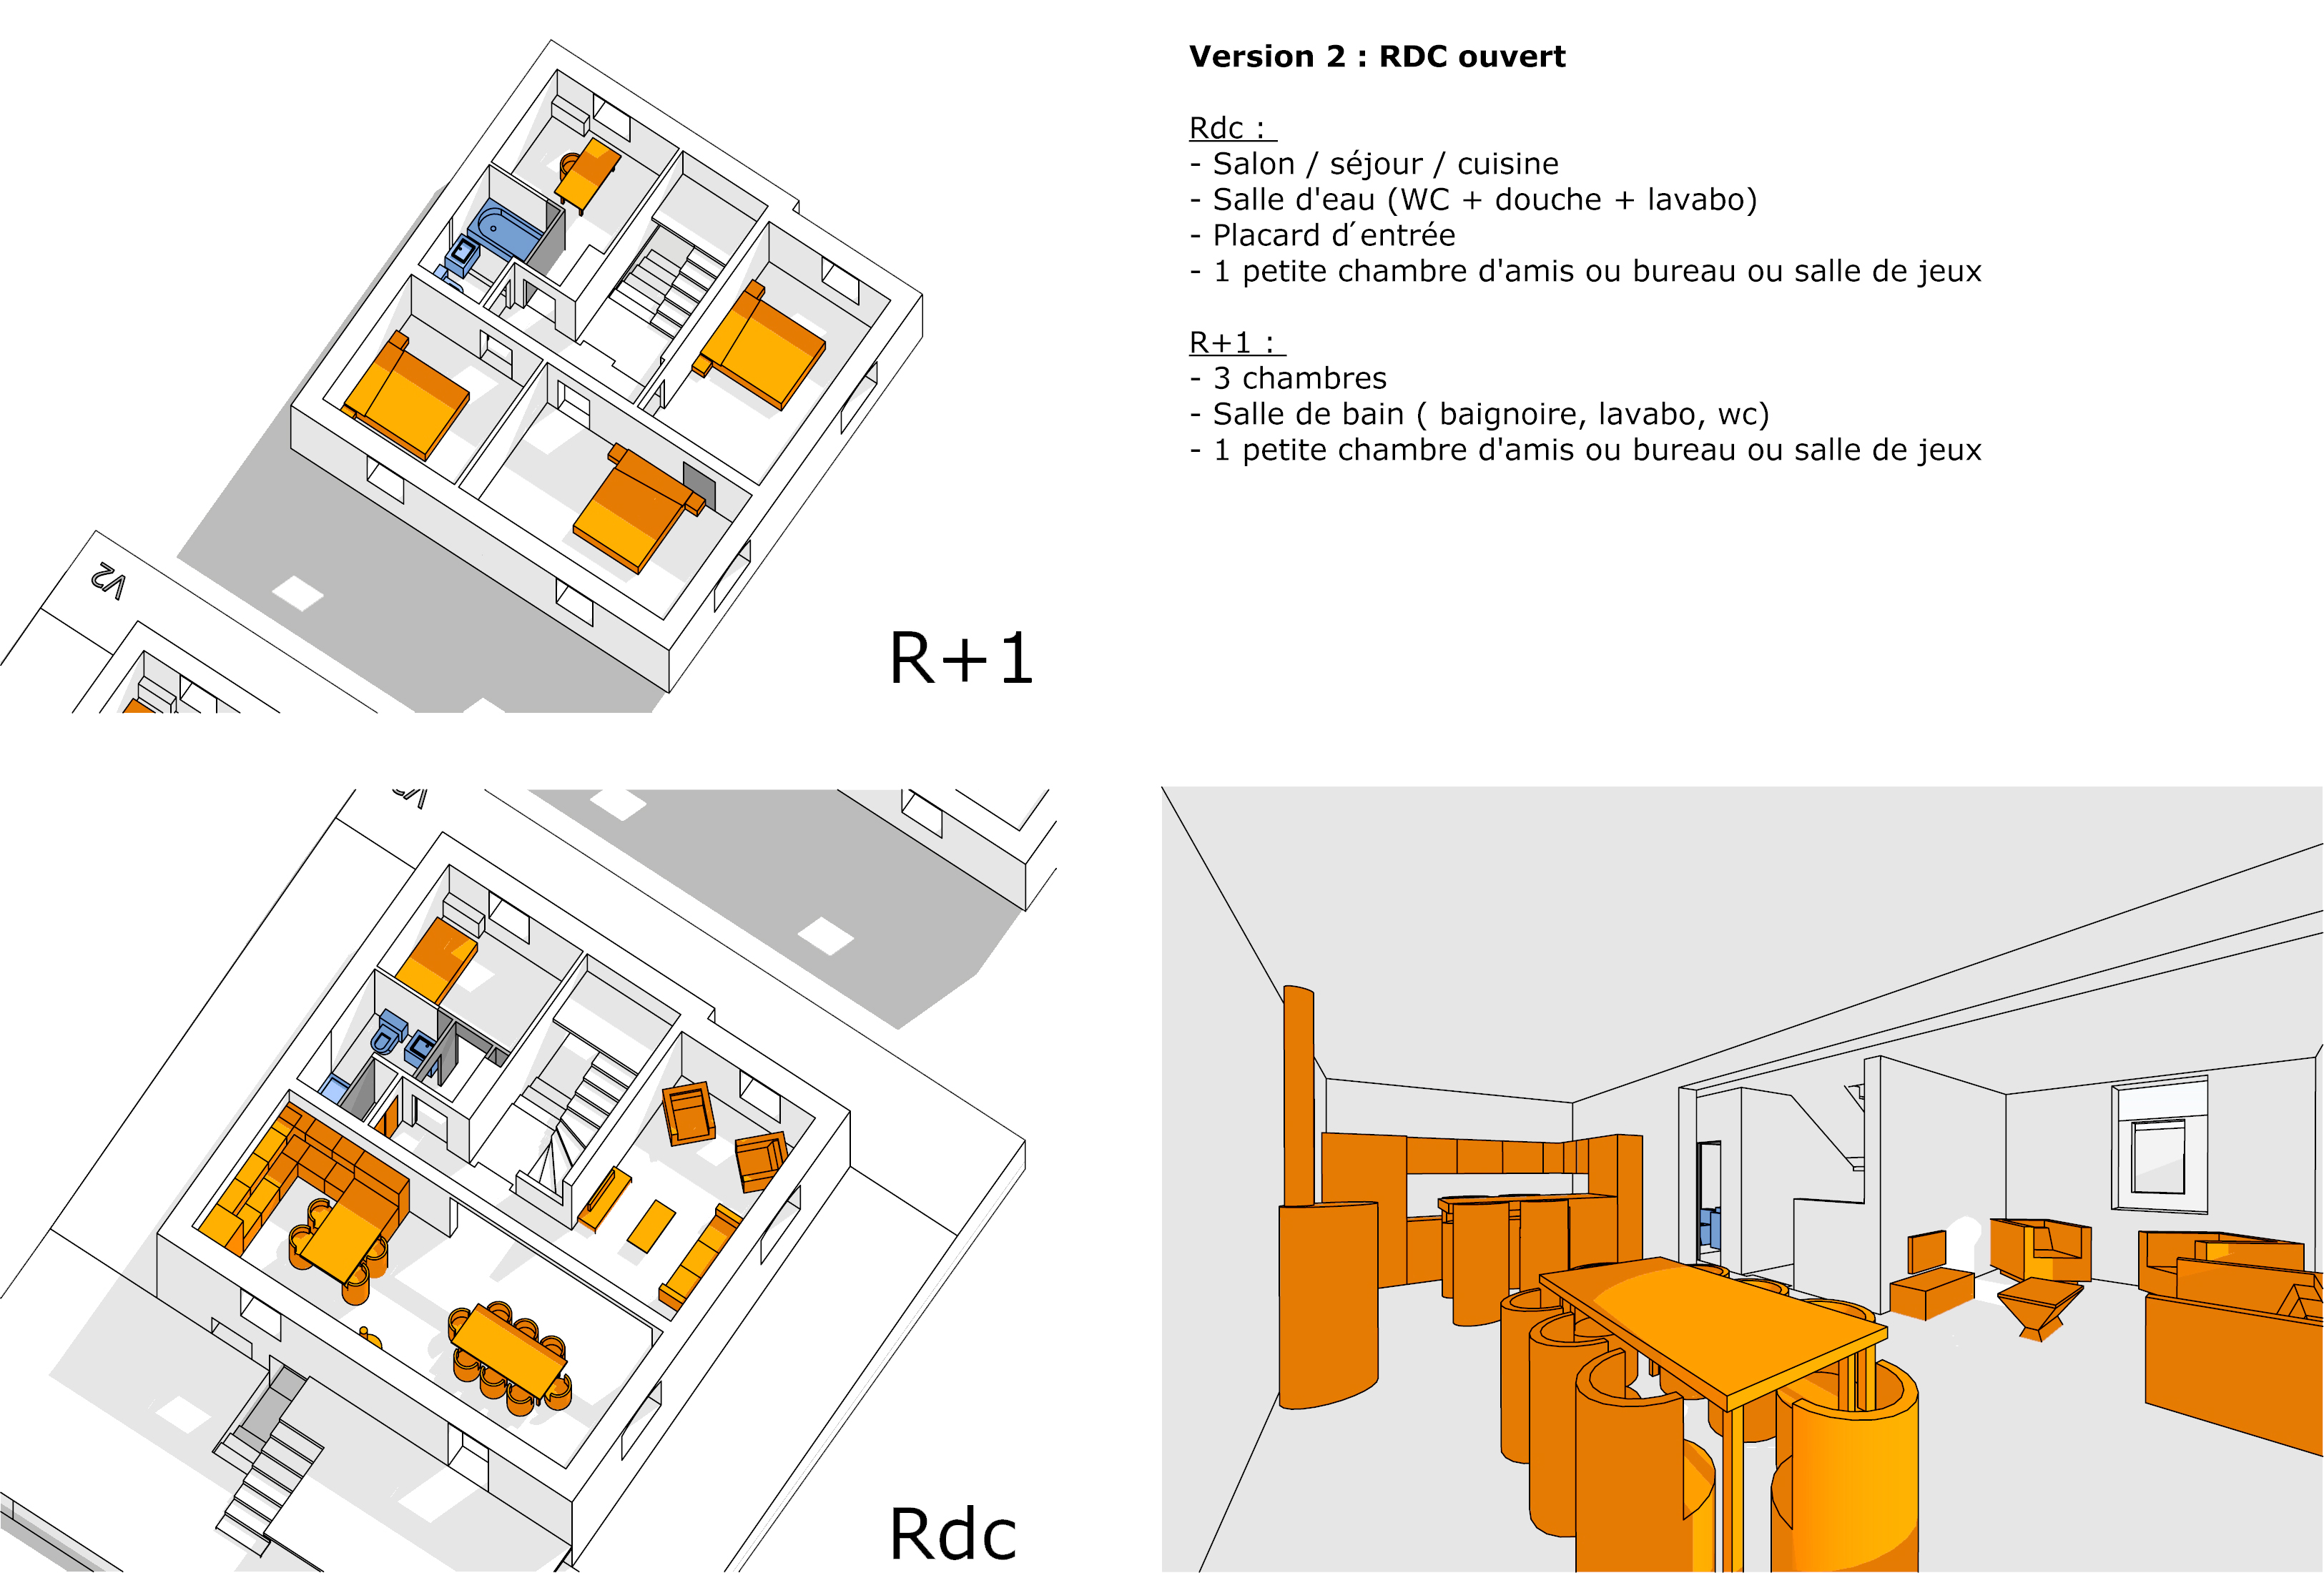 Version 2 : RDC ouvert
Rdc :
- Salon / séjour / cuisine
- Salle d'eau (WC + douche + lavabo)
- Placard d´entrée
- 1 petite chambre d'amis ou bureau ou salle de jeux
R+1 :
- 3 chambres
- Salle de bain ( baignoire, lavabo, wc)
- 1 petite chambre d'amis ou bureau ou salle de jeux
V2
R+1
Rdc